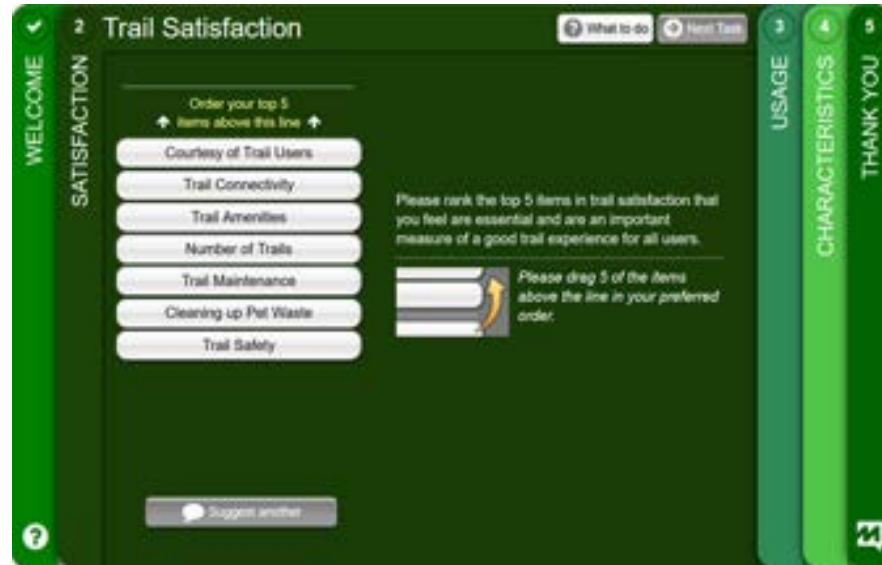 WELCOME
2
SATISFACTION
Trail Satisfaction
? What to do
Next Task
Order your top 5
items above this line
Courtesy of Trail Users
Trail Connectivity
Trail Amenities
Number of Trails
Trail Maintenance
Cleaning up Pet Waste
Trail Safety
Suggest another
Please rank the top 5 items in trail satisfaction that
you feel are essential and are an important
measure of a good trail experience for all users.
Please drag 5 of the items
above the line in your preferred
order.
3
USAGE
4
CHARACTERISTICS
5
THANK YOU
?